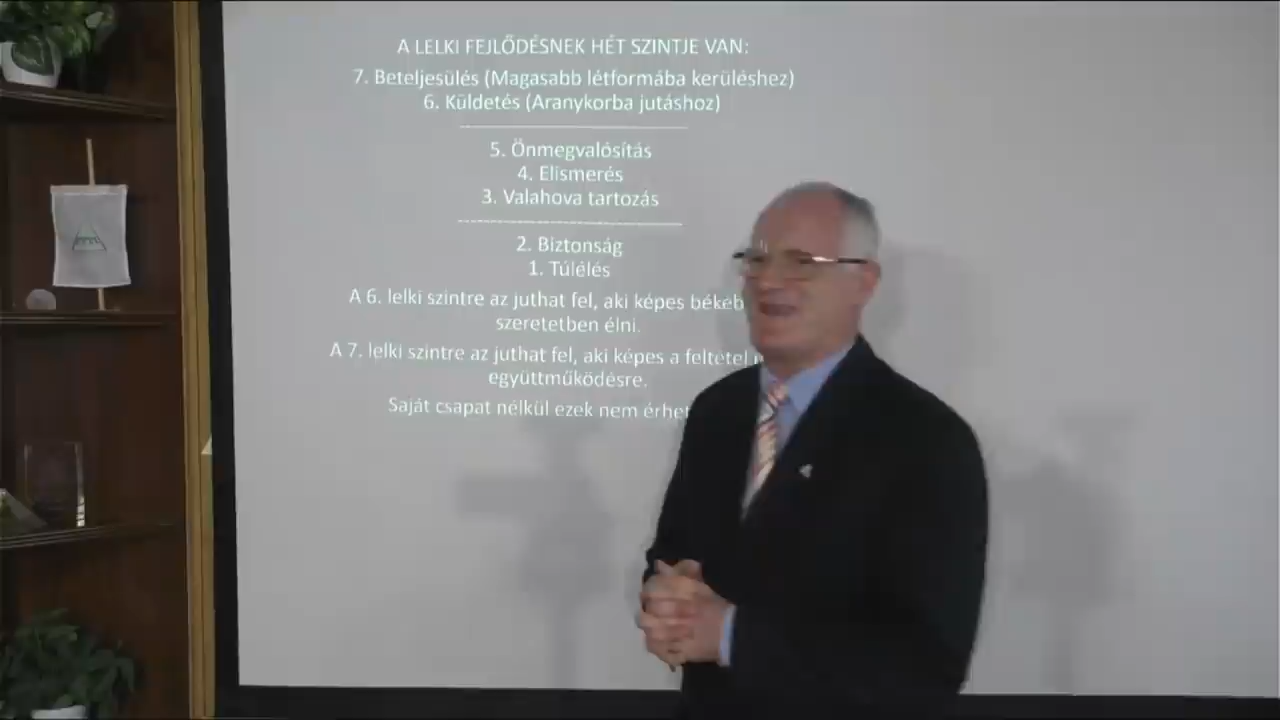 A LELKI FEJLŐDÉSNEK HÉT SZINTJE VAN:
7. Beteljesülés (Magasabb létformába kerüléshez)
6. Küldetés (Aranykorba jutáshoz)
5. Önmegvalósítás
4. Elismerés
3. Valahova tartozás
2. Biztonság
1. Túlélés
A 6. lelki szintre az juthat fel, aki képes
szeretetben élni.
A 7. lelki szintre az juthat fel, aki képes a feltétel
együttműködésre.
Saját csapat nélkül ezek nem